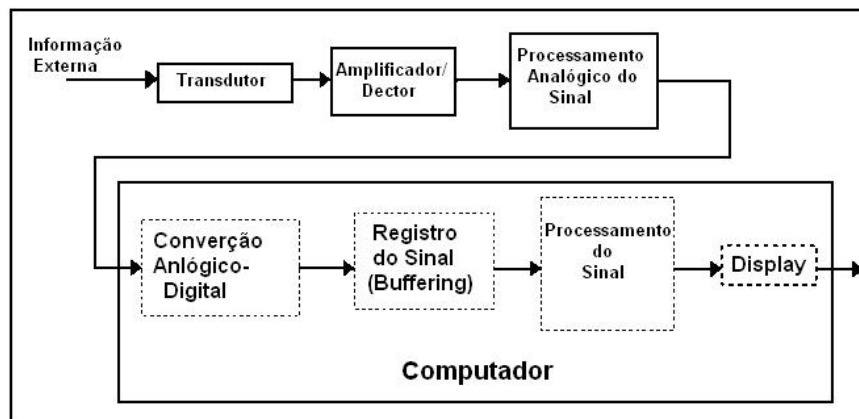 Informação
Externa
Transdutor
Amplificador/
Dector
Processamento
Analógico do
Sinal
Converção
Anlógico-
Digital
Registro
do Sinal
(Buffering)
Processamento
do
Sinal
Display
Computador